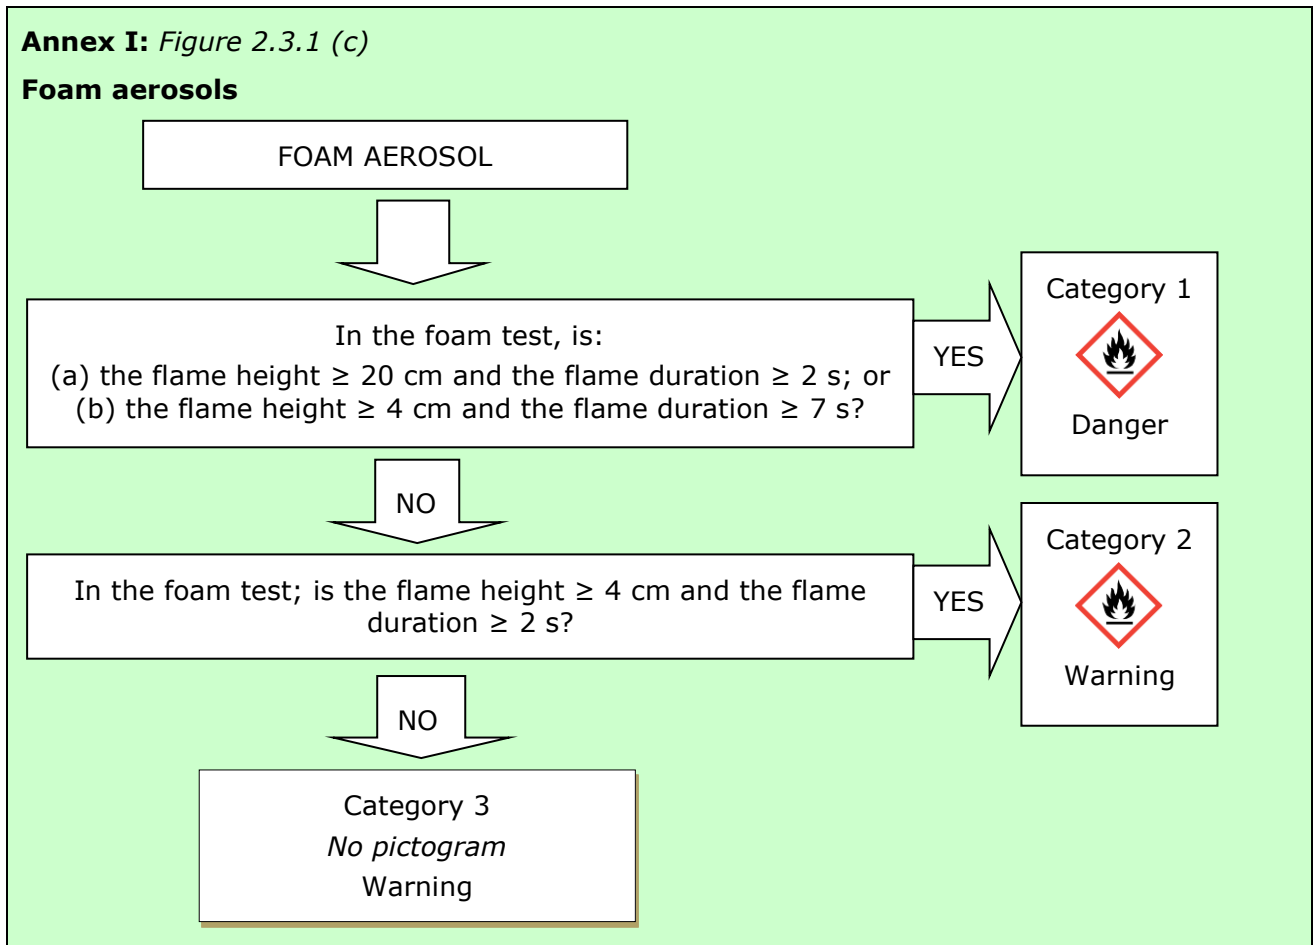 Annex I: Figure 2.3.1 (c)
Foam aerosols
FOAM AEROSOL
In the foam test, is:
(a) the flame height ≥ 20 cm and the flame duration ≥ 2 s; or
(b) the flame height ≥ 4 cm and the flame duration ≥ 7 s?
YES
Category 1
Danger
NO
In the foam test; is the flame height ≥ 4 cm and the flame
duration ≥ 2 s?
YES
Category 2
Warning
NO
Category 3
No pictogram
Warning